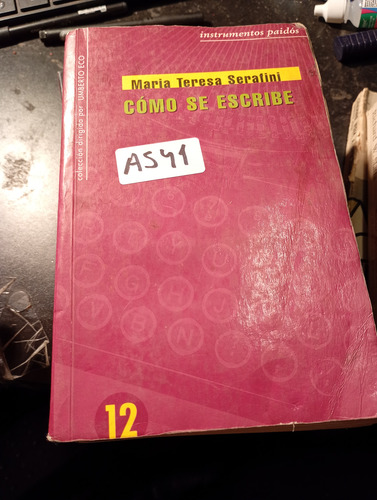 instrumentos paidós
colección dirigida por UMBERTO ECO
Maria Teresa Serafini
CÓMO SE ESCRIBE
AS41
12